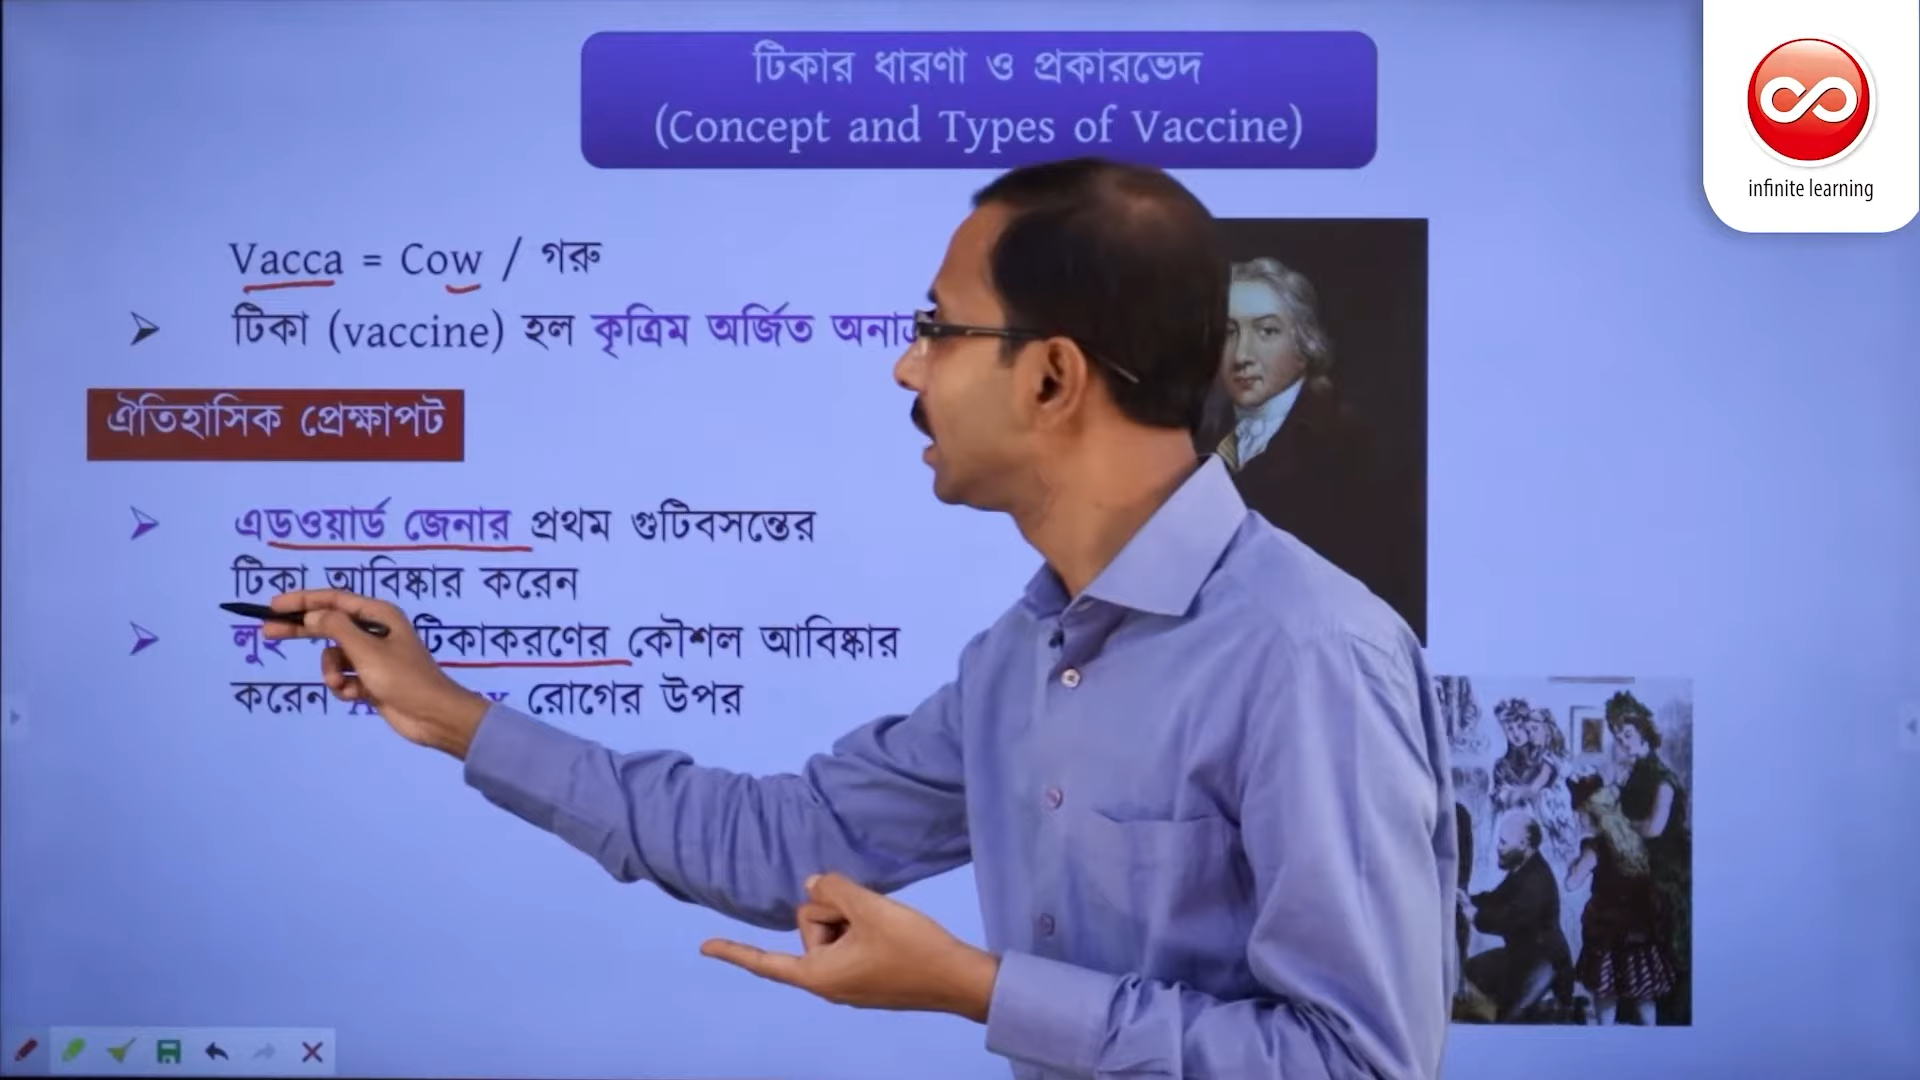 টিকার ধারণা ও প্রকারভেদ
(Concept and Types of Vaccine)
infinite learning
Vacca = Cow / গরু
টিকা (vaccine) হল কৃত্রিম অর্জিত
ঐতিহাসিক প্রেক্ষাপট
এডওয়ার্ড জেনার প্রথম গুটিবসন্তের
টিকা আবিষ্কার করেন
লুই টিকাকরণের কৌশল আবিষ্কার
করেন রোগের উপর